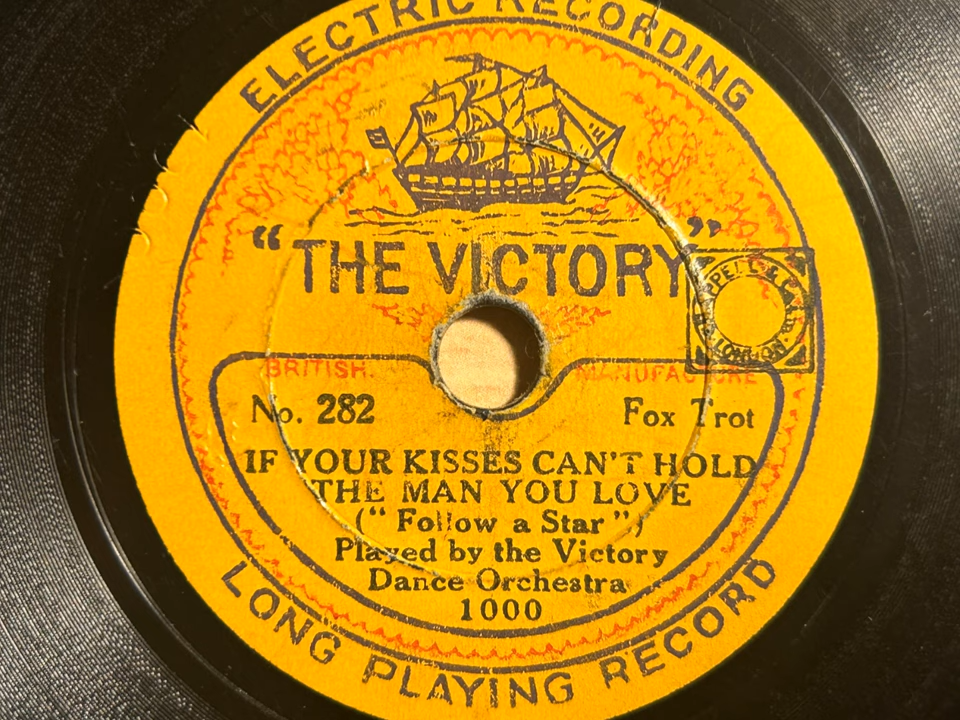 ELECTRIC RECORDING
"THE VICTORY"
LONDON
BRITISH. MANUFACTURE
No. 282 Fox Trot
IF YOUR KISSES CAN'T HOLD
THE MAN YOU LOVE
("Follow a Star")
Played by the Victory
Dance Orchestra
1000
LONG PLAYING RECORD